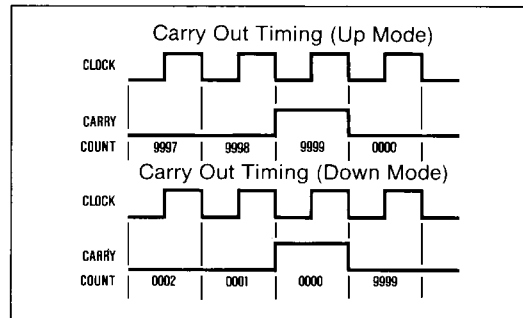 Carry Out Timing (Up Mode)
CLOCK
CARRY
COUNT 9997 9998 9999 0000
Carry Out Timing (Down Mode)
CLOCK
CARRY
COUNT 0002 0001 0000 9999